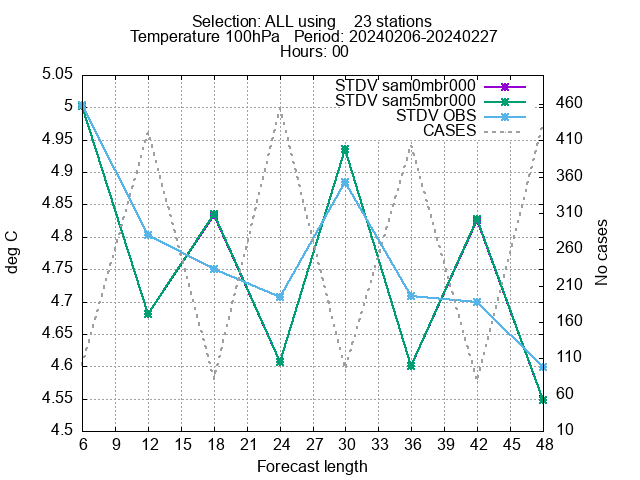 Selection: ALL using    23 stations
Temperature 100hPa   Period: 20240206-20240227
Hours: 00
STDV sam0mbr000
STDV sam5mbr000
STDV OBS
CASES
5.05
5
4.95
4.9
4.85
4.8
4.75
4.7
4.65
4.6
4.55
4.5
deg C
460
410
360
310
260
210
160
110
60
10
No cases
6 9 12 15 18 21 24 27 30 33 36 39 42 45 48
Forecast length